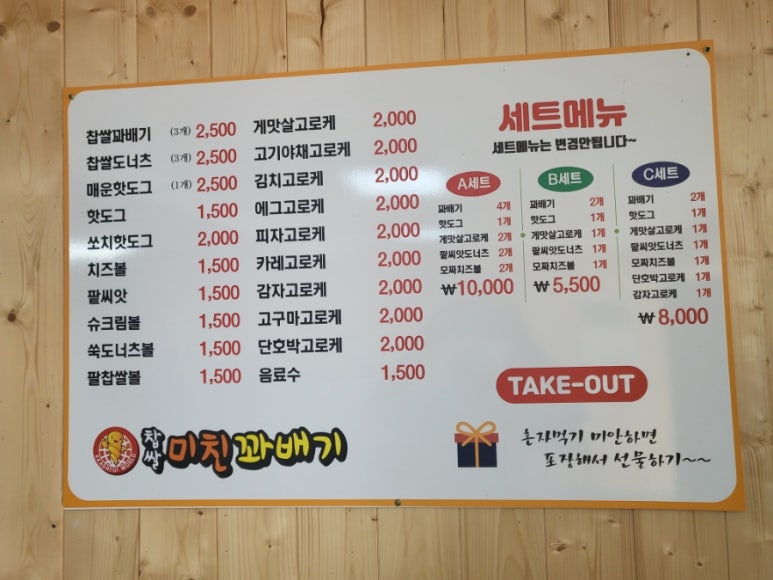 찹쌀꽈배기 (3개) 2,500
찹쌀도너츠 (3개) 2,500
매운핫도그 (1개) 2,500
핫도그 1,500
쏘치핫도그 2,000
치즈볼 1,500
팥씨앗 1,500
슈크림볼 1,500
쑥도너츠볼 1,500
팥찹쌀볼 1,500
게맛살고로케 2,000
고기야채고로케 2,000
김치고로케 2,000
에그고로케 2,000
피자고로케 2,000
카레고로케 2,000
감자고로케 2,000
고구마고로케 2,000
단호박고로케 2,000
음료수 1,500
세트메뉴
세트메뉴는 변경안됩니다~
A세트
꽈배기 4개
핫도그 1개
게맛살고로케 2개
팥씨앗도너츠 2개
모짜치즈볼 2개
₩10,000
B세트
꽈배기 2개
핫도그 1개
게맛살고로케 1개
팥씨앗도너츠 1개
모짜치즈볼 1개
₩5,500
C세트
꽈배기 2개
핫도그 1개
게맛살고로케 1개
팥씨앗도너츠 1개
모짜치즈볼 1개
단호박고로케 1개
감자고로케 1개
₩8,000
TAKE-OUT
혼자먹기 미안하면
포장해서 선물하기~~
찹쌀 미친꽈배기